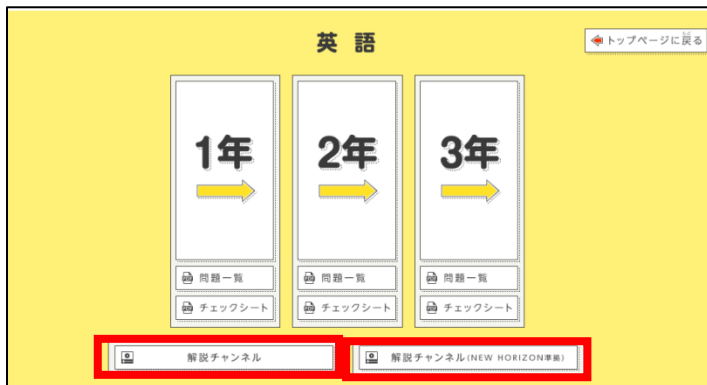 英語
トップページに戻る
1年
2年
3年
問題一覧
問題一覧
問題一覧
チェックシート
チェックシート
チェックシート
解説チャンネル
解説チャンネル(NEW HORIZON準拠)